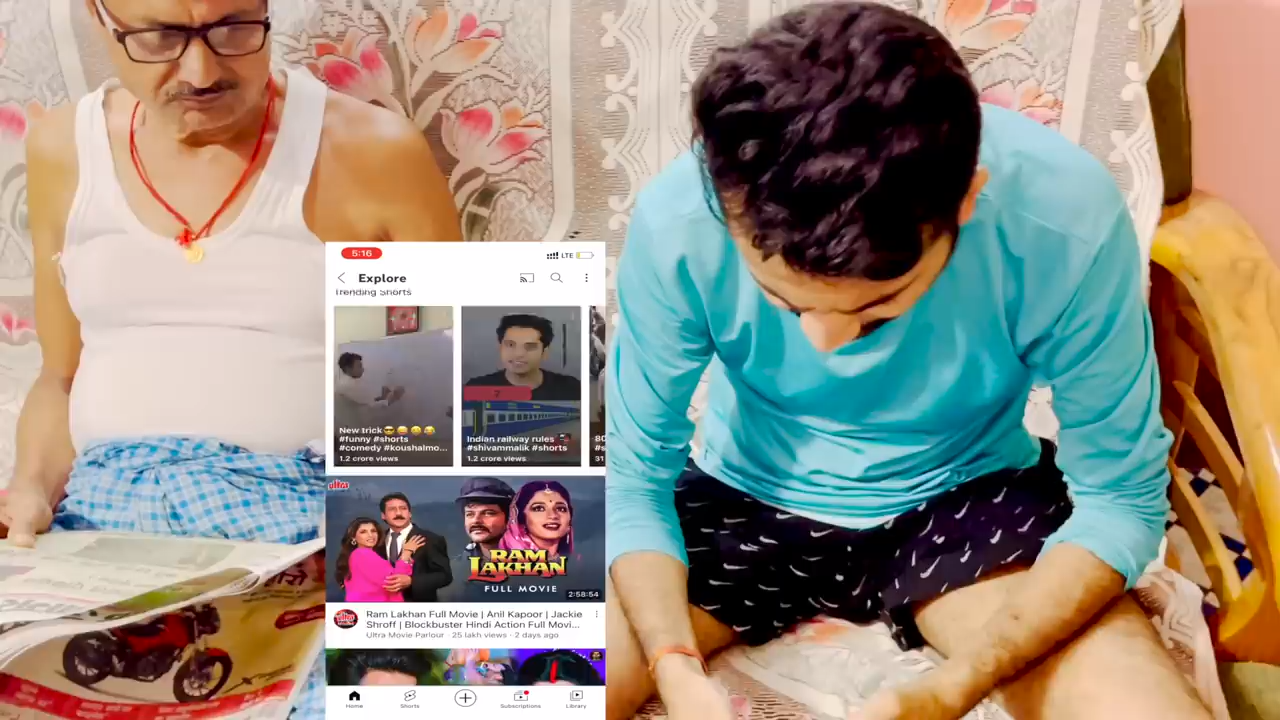 5:16
LTE
Explore
Trending Shorts
New trick😎😂😂😂
#funny #shorts
#comedy #koushalmo...
1.2 crore views
2
Indian railway rules
#shivammalik #shorts
1.2 crore views
80
#s
31
ultra
RAM
LAKHAN
FULL MOVIE
2:58:54
Ram Lakhan Full Movie | Anil Kapoor | Jackie
Shroff | Blockbuster Hindi Action Full Movi...
Ultra Movie Parlour · 25 lakh views · 2 days ago
Home
Shorts
Subscriptions
Library